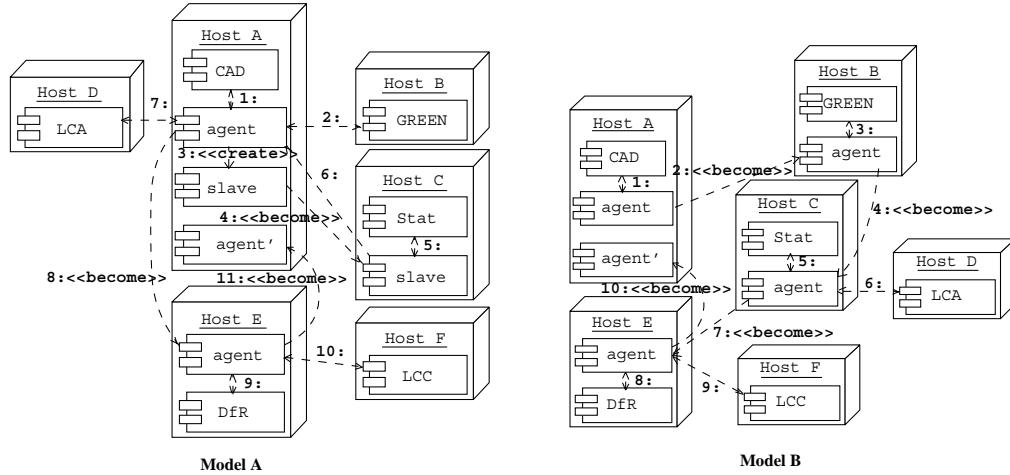 Host A
CAD
1:
Host D
7:
LCA
agent
2:
Host B
GREEN
3:<<create>>
6:
slave
Host C
4:<<become>>
Stat
5:
agent'
slave
8:<<become>>
11:<<become>>
Host E
agent
10:
Host F
LCC
9:
DfR
Model A
Host B
GREEN
3:
agent
Host A
CAD
2:<<become>>
1:
agent
Host C
4:<<become>>
Stat
5:
agent'
Host D
6:
agent
LCA
10:<<become>>
Host E
7:<<become>>
agent
Host F
8:
9:
DfR
LCC
Model B